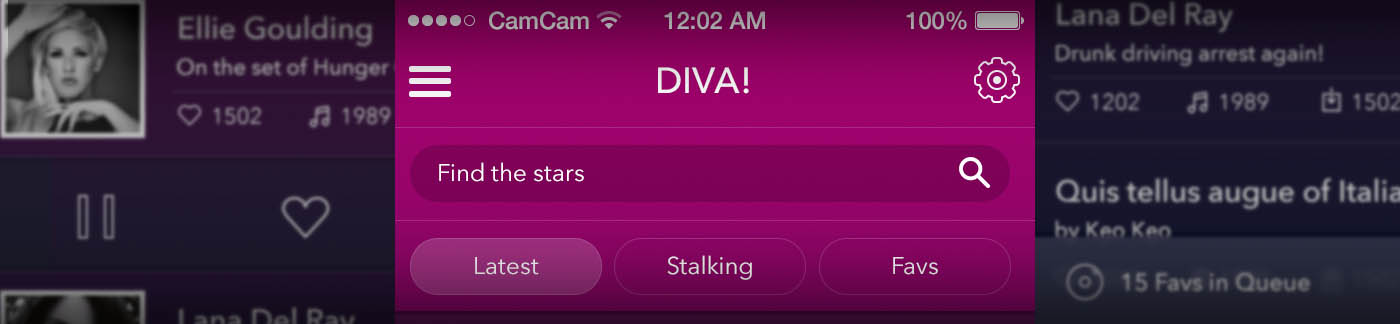 Ellie Goulding
On the set of Hunger
1502 1989
Lana Del Ray
CamCam 12:02 AM 100%
DIVA!
Find the stars
Latest Stalking Favs
Lana Del Ray
Drunk driving arrest again!
1202 1989 1502
Quis tellus augue of Italia
by Keo Keo
15 Favs in Queue